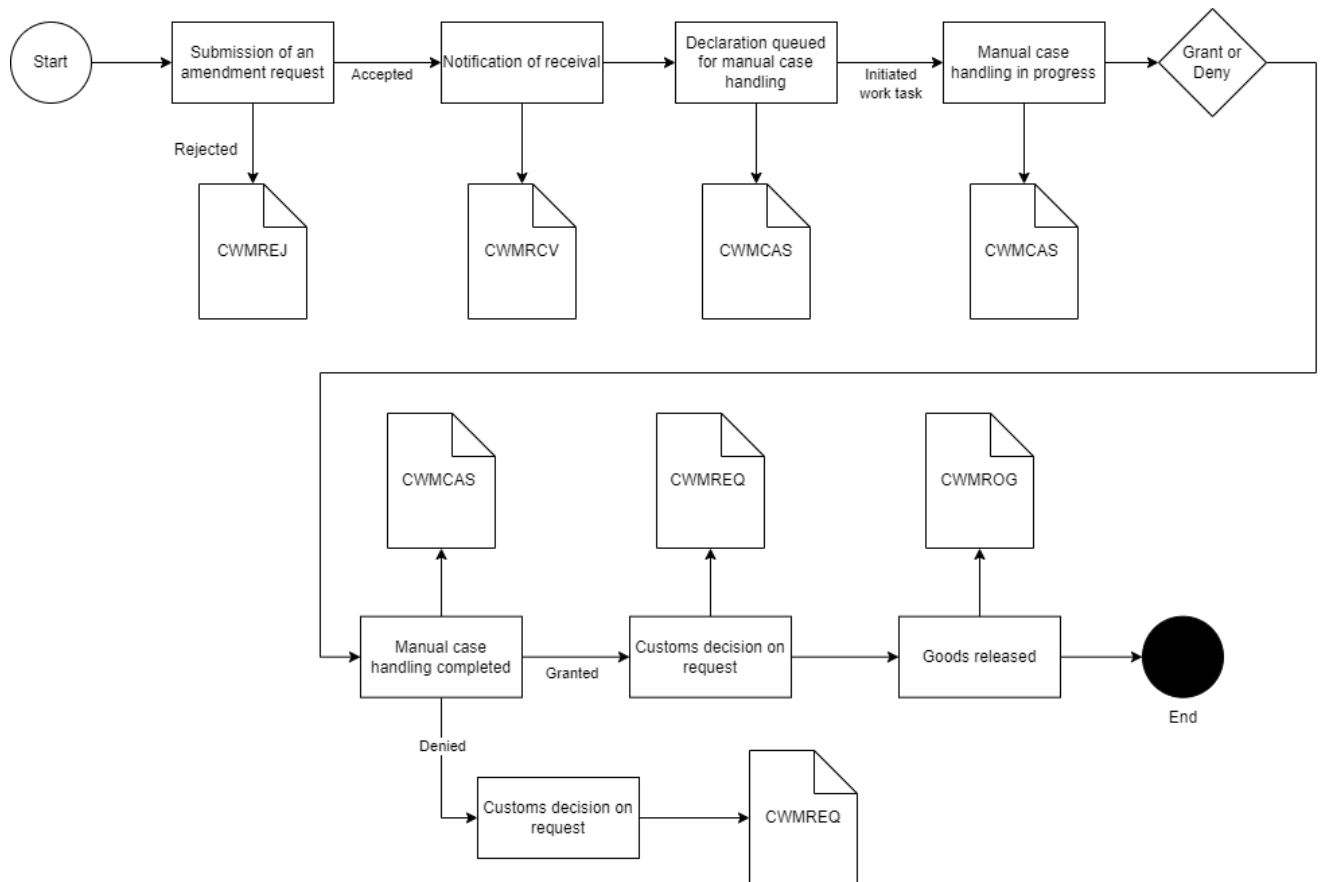 Start
Submission of an
amendment request
Accepted
Notification of receival
Declaration queued
for manual case
handling
Initiated
work task
Manual case
handling in progress
Grant or
Deny
Rejected
CWMREJ
CWMRCV
CWMCAS
CWMCAS
CWMCAS
CWMREQ
CWMROG
Manual case
handling completed
Granted
Customs decision on
request
Goods released
End
Denied
Customs decision on
request
CWMREQ